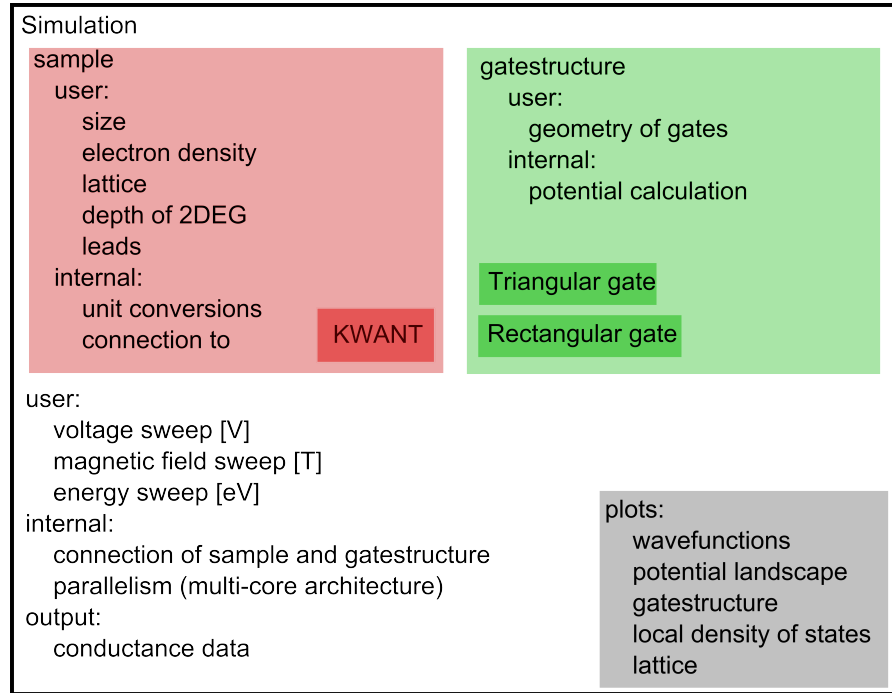 Simulation
sample
user:
size
electron density
lattice
depth of 2DEG
leads
internal:
unit conversions
connection to
KWANT
gatestructure
user:
geometry of gates
internal:
potential calculation
Triangular gate
Rectangular gate
user:
voltage sweep [V]
magnetic field sweep [T]
energy sweep [eV]
internal:
connection of sample and gatestructure
parallelism (multi-core architecture)
output:
conductance data
plots:
wavefunctions
potential landscape
gatestructure
local density of states
lattice